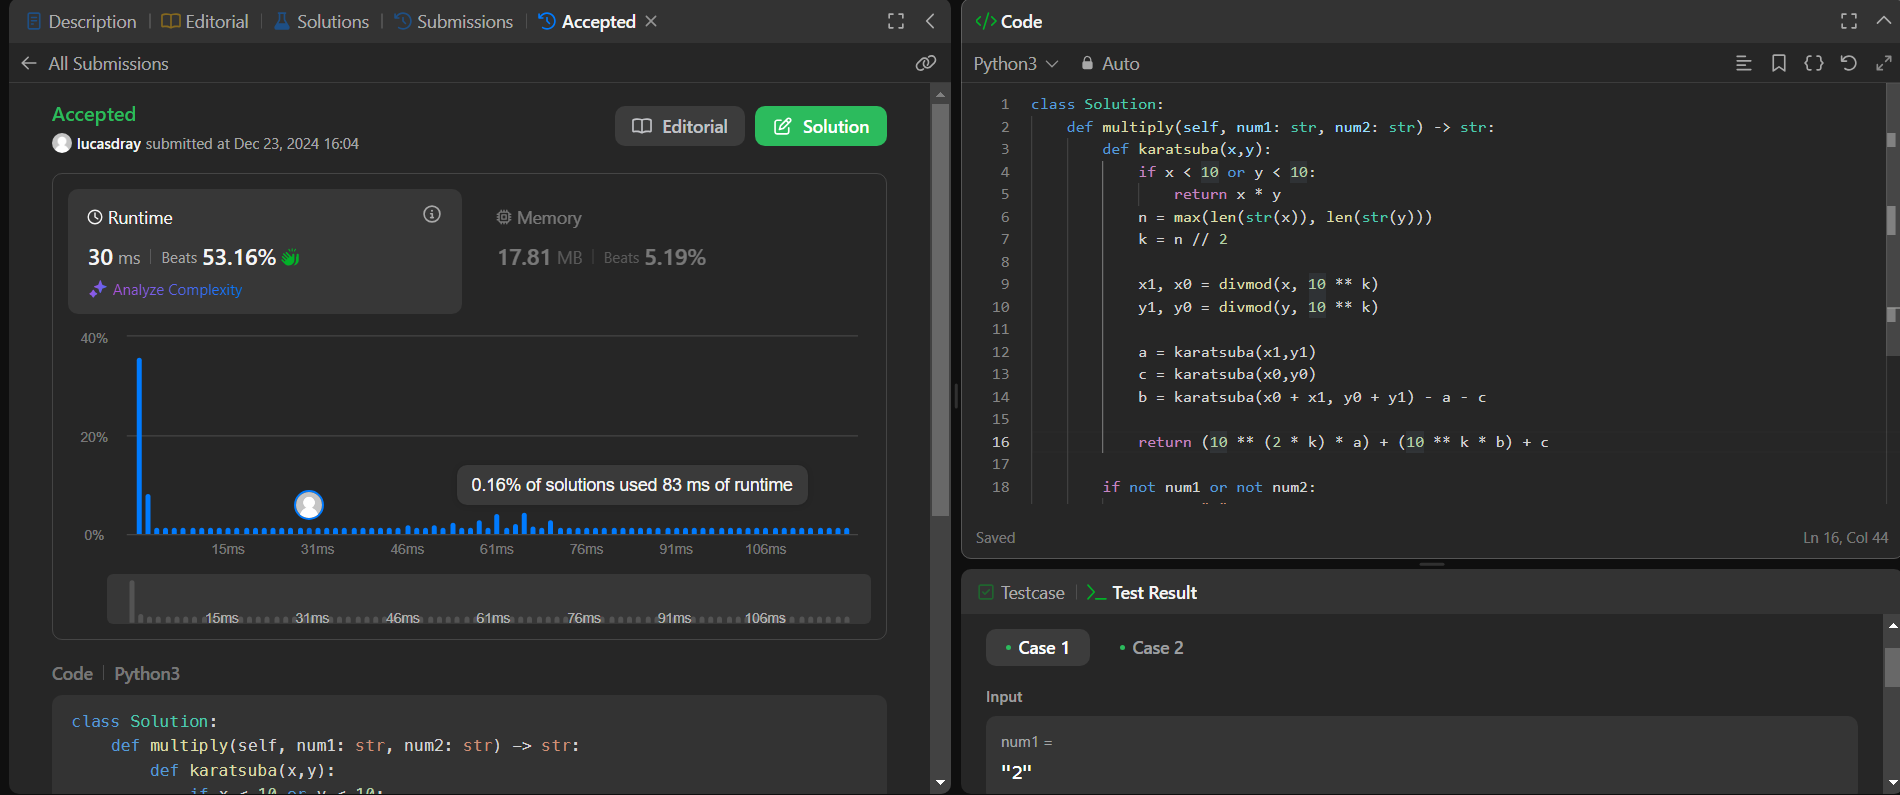 Description | Editorial | Solutions | Submissions | Accepted
All Submissions
Accepted
lucasdray submitted at Dec 23, 2024 16:04
Editorial
Solution
Runtime
30 ms | Beats 53.16%
Analyze Complexity
Memory
17.81 MB | Beats 5.19%
40%
20%
0%
0.16% of solutions used 83 ms of runtime
15ms 31ms 46ms 61ms 76ms 91ms 106ms
15ms 31ms 46ms 61ms 76ms 91ms 106ms
Code | Python3
class Solution:
def multiply(self, num1: str, num2: str) -> str:
def karatsuba(x,y):
if x < 10 or y < 10:
</> Code
Python3 Auto
1 class Solution:
2 def multiply(self, num1: str, num2: str) -> str:
3 def karatsuba(x,y):
4 if x < 10 or y < 10:
5 return x * y
6 n = max(len(str(x)), len(str(y)))
7 k = n // 2
8
9 x1, x0 = divmod(x, 10 ** k)
10 y1, y0 = divmod(y, 10 ** k)
11
12 a = karatsuba(x1,y1)
13 c = karatsuba(x0,y0)
14 b = karatsuba(x0 + x1, y0 + y1) - a - c
15
16 return (10 ** (2 * k) * a) + (10 ** k * b) + c
17
18 if not num1 or not num2:
Saved
Ln 16, Col 44
Testcase | Test Result
Case 1
Case 2
Input
num1 =
"2"